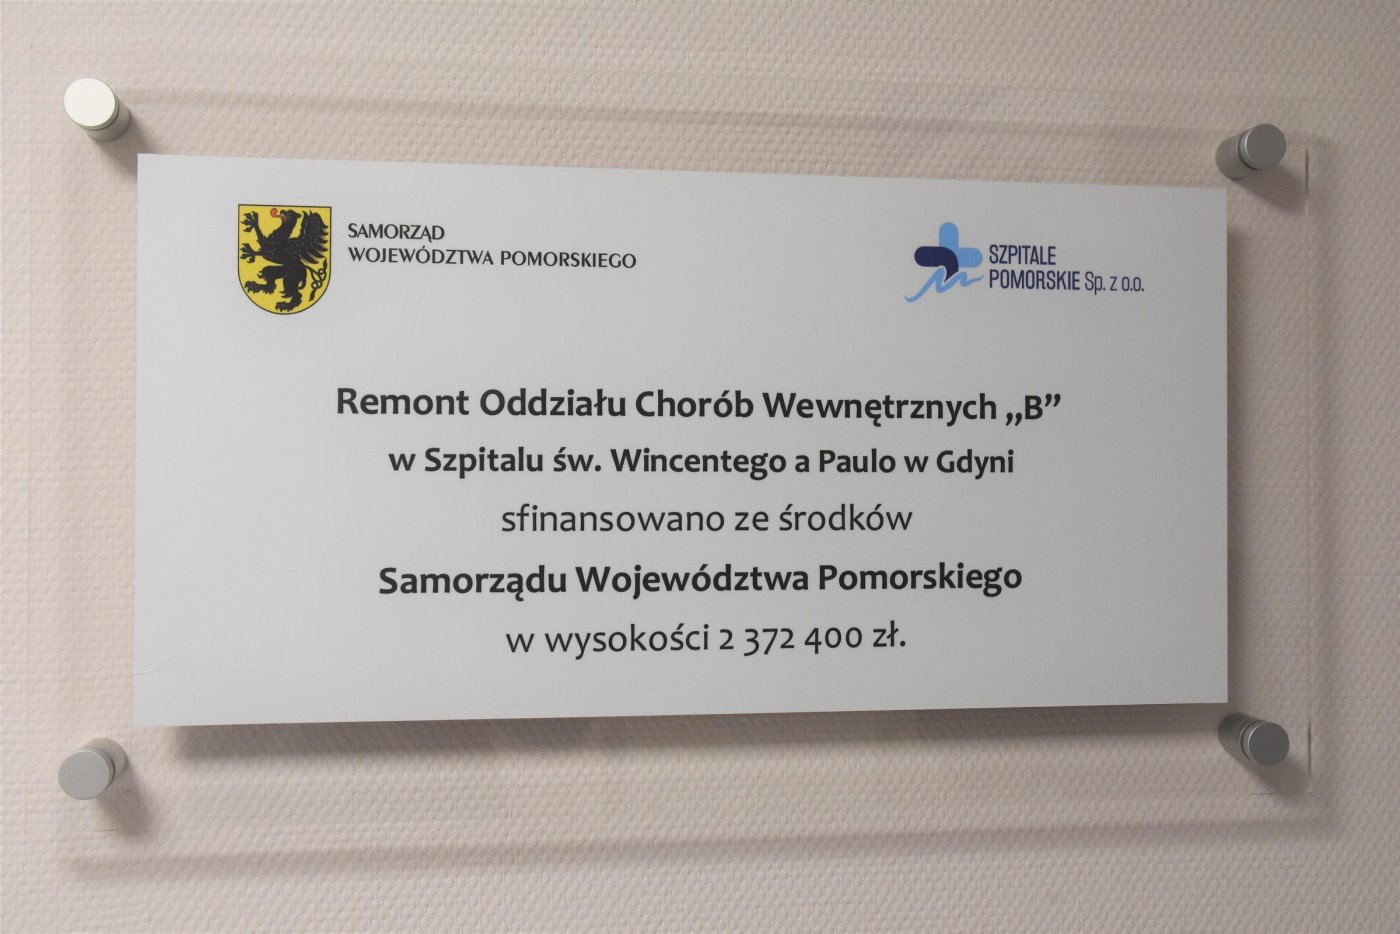 SAMORZĄD
WOJEWÓDZTWA POMORSKIEGO
SZPITALE
POMORSKIE Sp. z o.o.
Remont Oddziału Chorób Wewnętrznych „B”
w Szpitalu św. Wincentego a Paulo w Gdyni
sfinansowano ze środków
Samorządu Województwa Pomorskiego
w wysokości 2 372 400 zł.